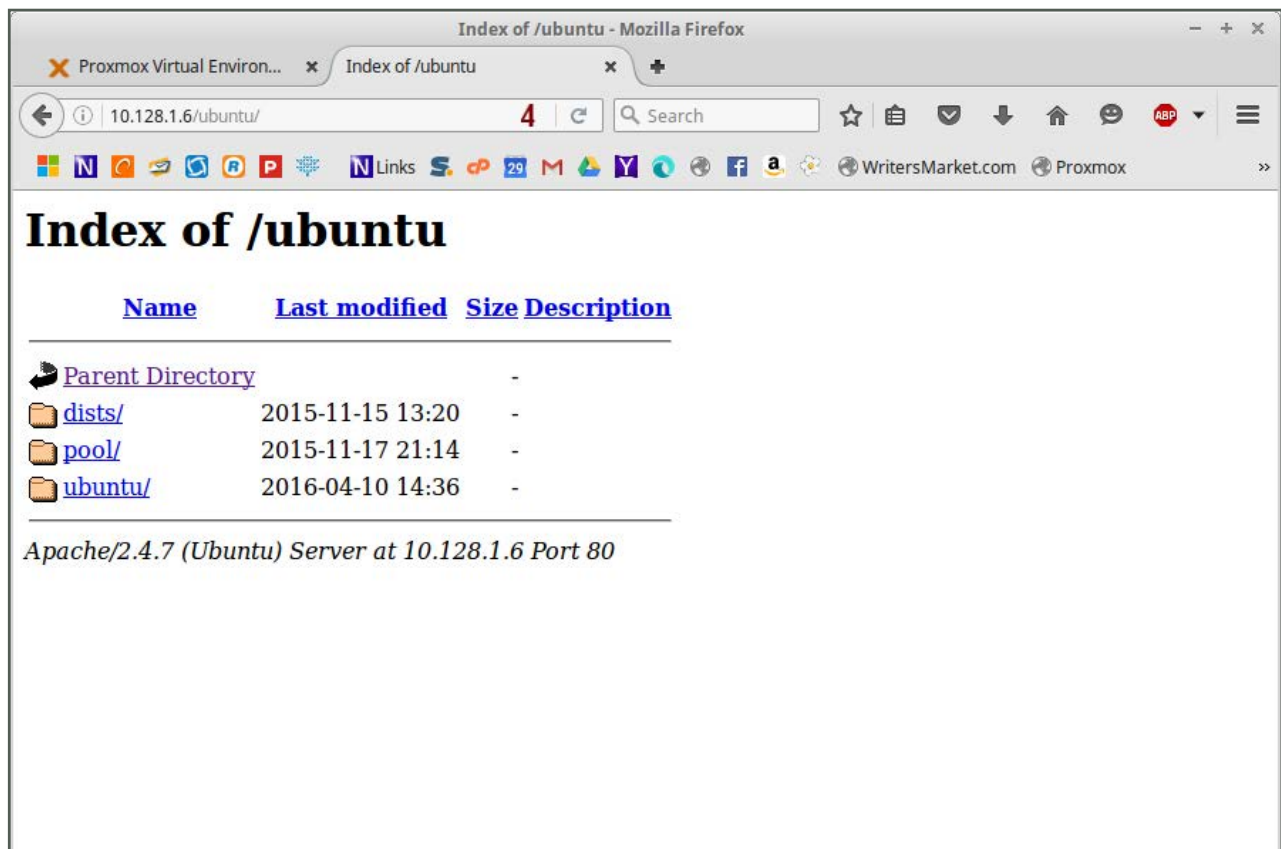 Index of /ubuntu - Mozilla Firefox
Proxmox Virtual Environ... Index of /ubuntu
10.128.1.6/ubuntu/ 4 Search ABP
N C R P N Links S. cP 29 M Y f a WritersMarket.com Proxmox »
Index of /ubuntu
Name Last modified Size Description
Parent Directory -
dists/ 2015-11-15 13:20 -
pool/ 2015-11-17 21:14 -
ubuntu/ 2016-04-10 14:36 -
Apache/2.4.7 (Ubuntu) Server at 10.128.1.6 Port 80